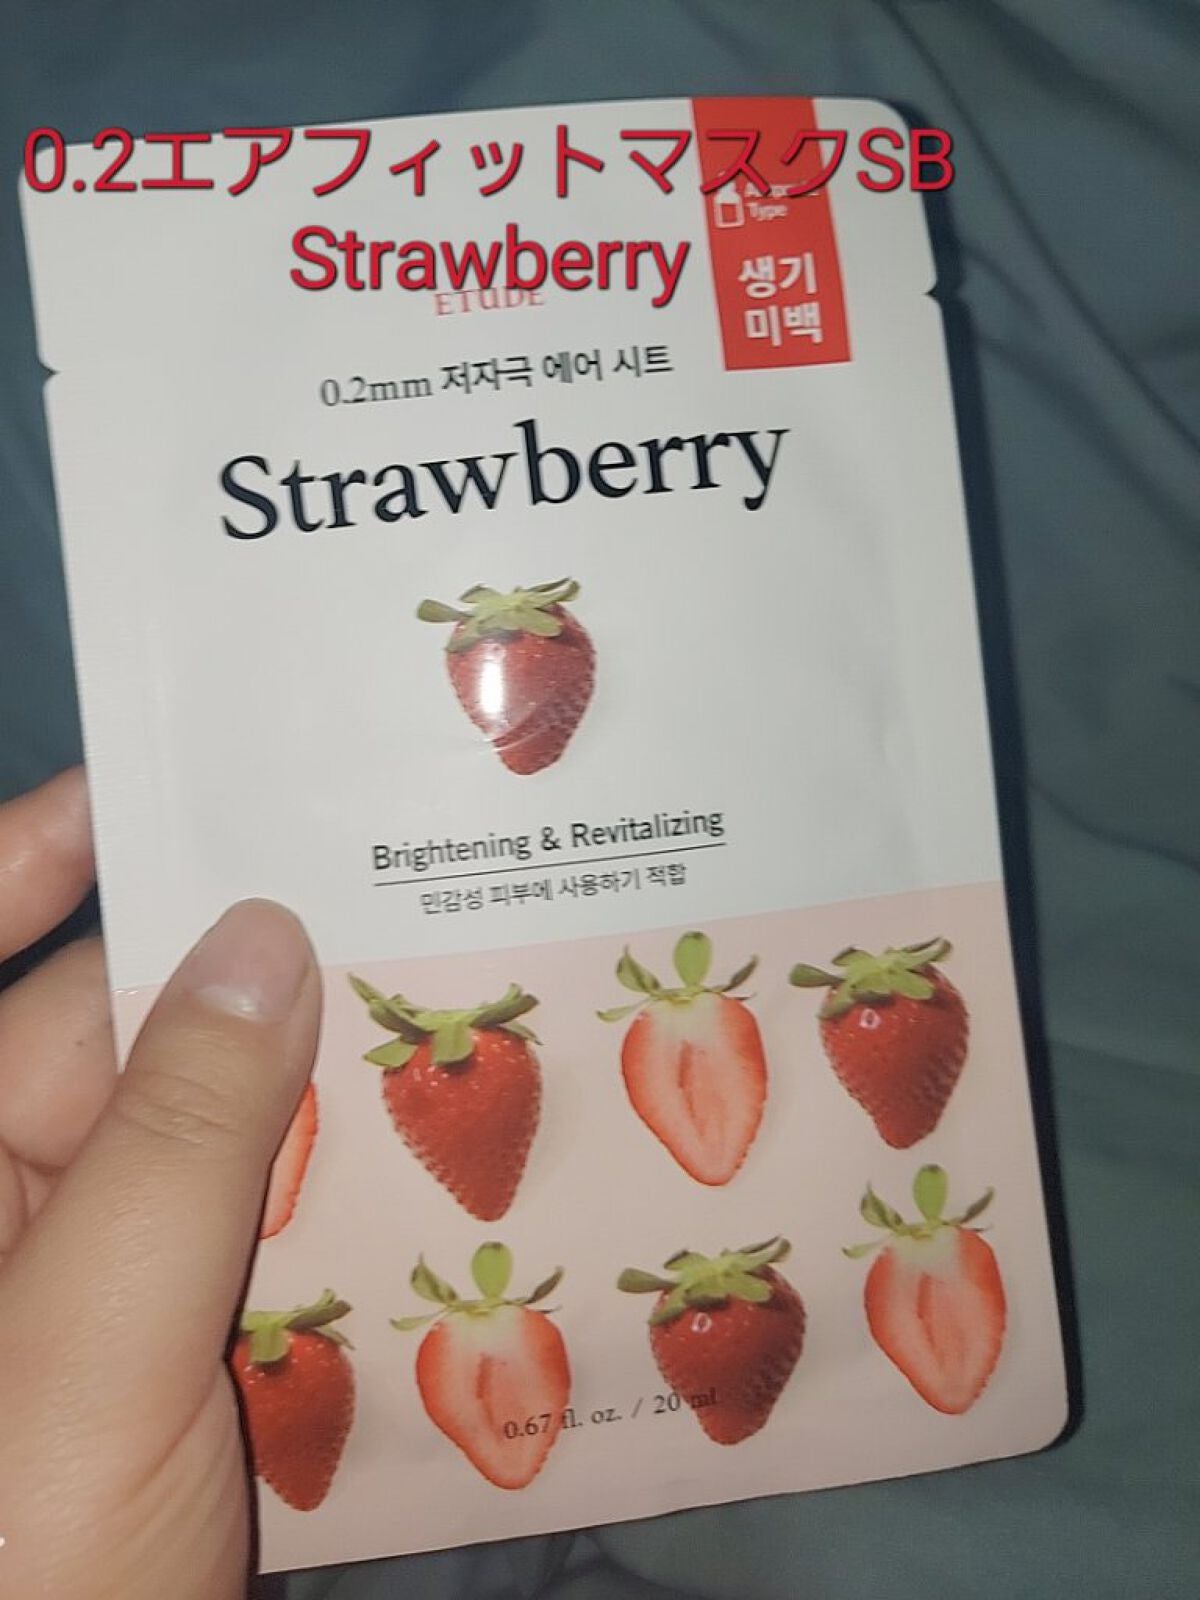 0.2エアフィットマスクSB
Strawberry
ETUDE
Type
생기
미백
0.2mm 저자극 에어 시트
Strawberry
Brightening & Revitalizing
민감성 피부에 사용하기 적합
0.67 fl. oz. / 20 ml